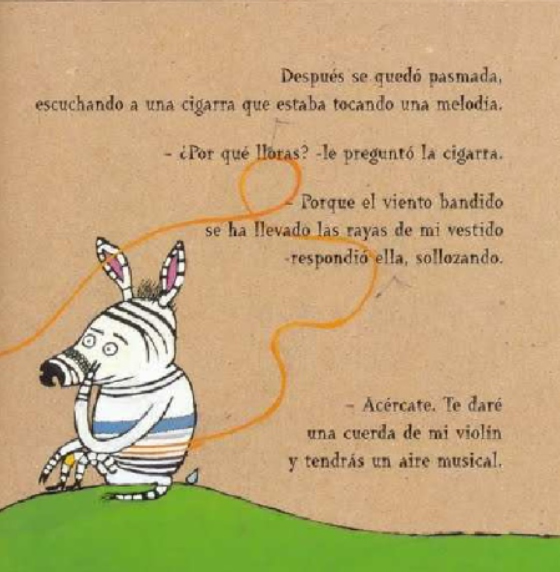 Después se quedó pasmada,
escuchando a una cigarra que estaba tocando una melodía.
- ¿Por qué lloras? -le preguntó la cigarra.
- Porque el viento bandido
se ha llevado las rayas de mi vestido
-respondió ella, sollozando.
- Acércate. Te daré
una cuerda de mi violín
y tendrás un aire musical.